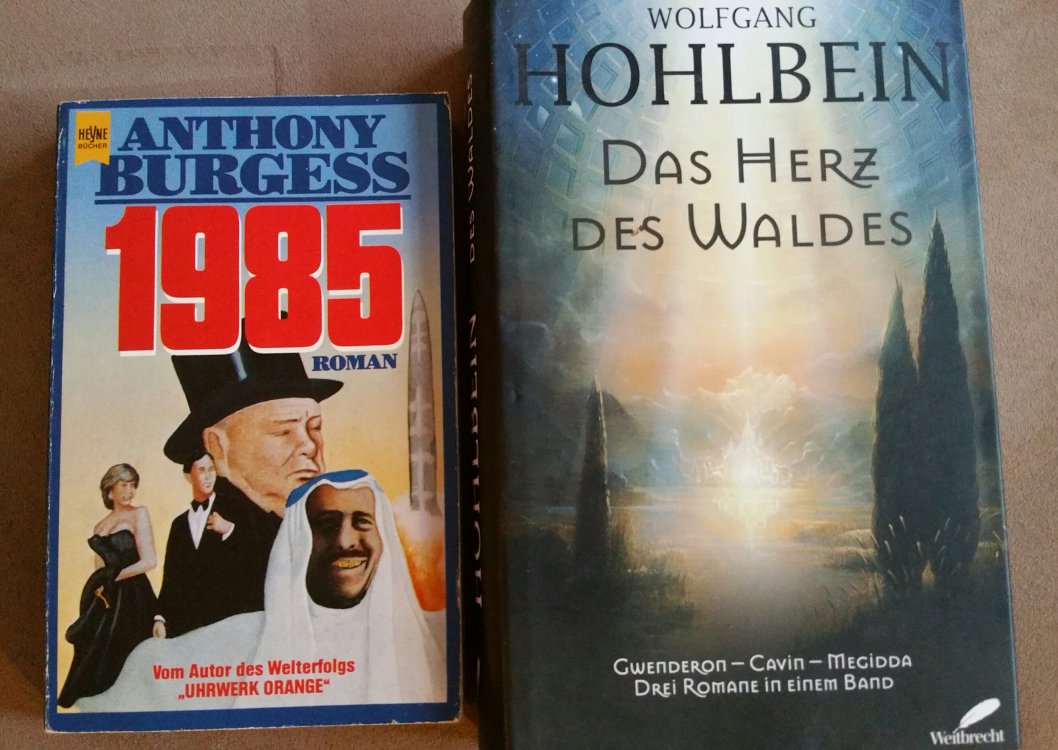 HEYNE
BÜCHER
ANTHONY
BURGESS
1985
ROMAN
Vom Autor des Welterfolgs
„UHRWERK ORANGE“
HOHLBEIN DES WALDES
WOLFGANG
HOHLBEIN
DAS HERZ
DES WALDES
GWENDERON – CAVIN – MEGIDDA
DREI ROMANE IN EINEM BAND
Weitbrecht